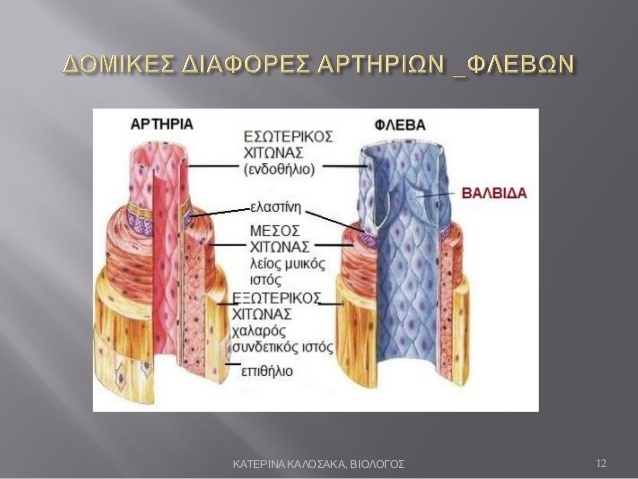 ΔΟΜΙΚΕΣ ΔΙΑΦΟΡΕΣ ΑΡΤΗΡΙΩΝ _ΦΛΕΒΩΝ
ΑΡΤΗΡΙΑ
ΦΛΕΒΑ
ΕΣΩΤΕΡΙΚΟΣ
ΧΙΤΩΝΑΣ
(ενδοθήλιο)
ΒΑΛΒΙΔΑ
ελαστίνη
ΜΕΣΟΣ
ΧΙΤΩΝΑΣ
λείος μυικός
ιστός
ΕΞΩΤΕΡΙΚΟΣ
ΧΙΤΩΝΑΣ
χαλαρός
συνδετικός ιστός
επιθήλιο
ΚΑΤΕΡΙΝΑ ΚΑΛΟΣΑΚΑ, ΒΙΟΛΟΓΟΣ
12